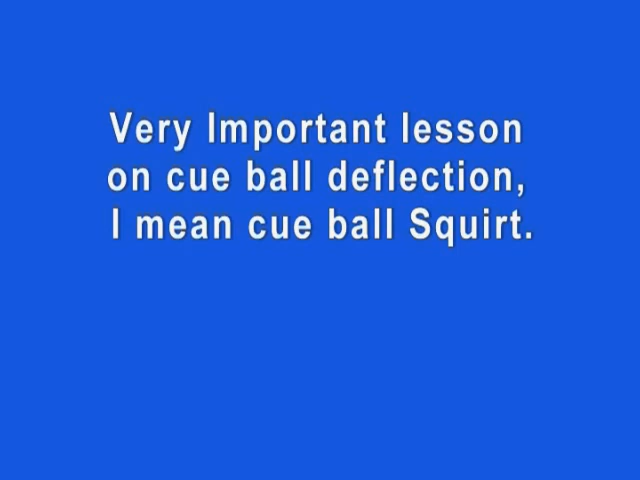 Very Important lesson
on cue ball deflection,
I mean cue ball Squirt.